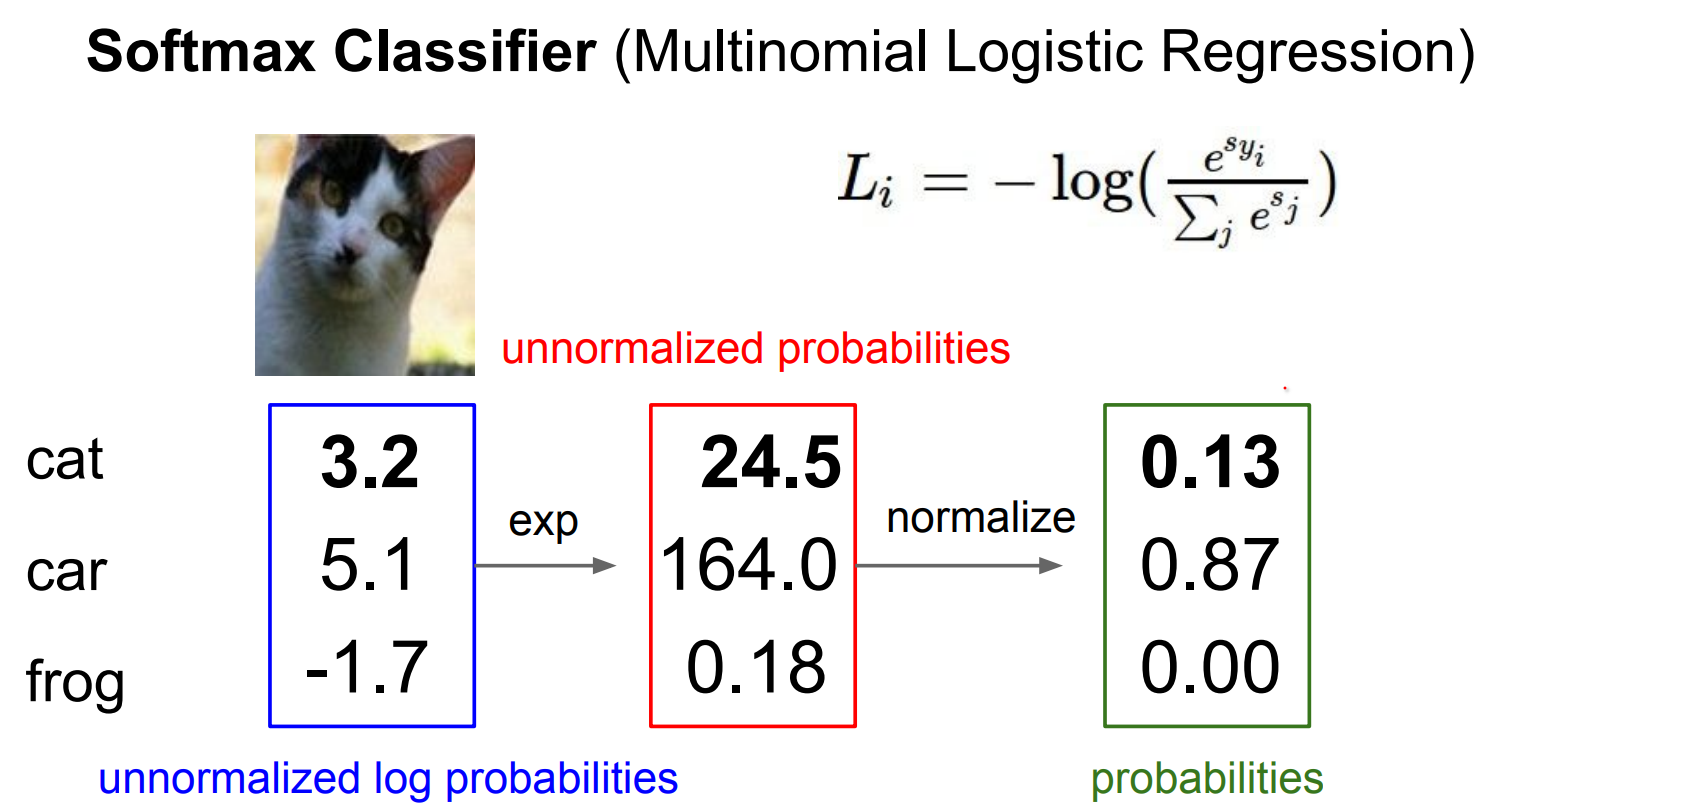 Softmax Classifier (Multinomial Logistic Regression)
L_i = − log( e^{s_{y_i}} / ∑_j e^{s_j} )
unnormalized probabilities
cat 3.2 24.5 0.13
exp normalize
car 5.1 164.0 0.87
frog -1.7 0.18 0.00
unnormalized log probabilities probabilities